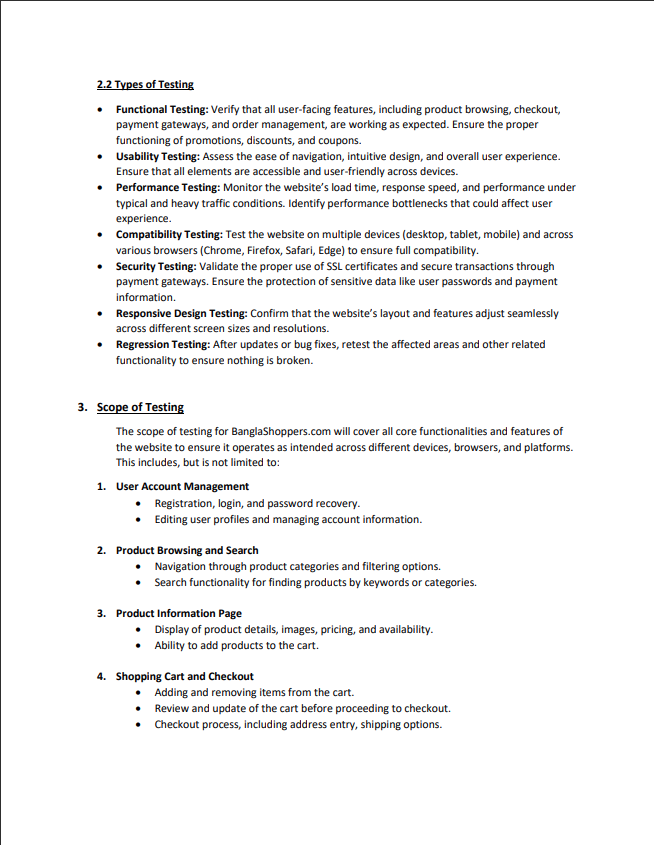 2.2 Types of Testing
• Functional Testing: Verify that all user-facing features, including product browsing, checkout,
payment gateways, and order management, are working as expected. Ensure the proper
functioning of promotions, discounts, and coupons.
• Usability Testing: Assess the ease of navigation, intuitive design, and overall user experience.
Ensure that all elements are accessible and user-friendly across devices.
• Performance Testing: Monitor the website’s load time, response speed, and performance under
typical and heavy traffic conditions. Identify performance bottlenecks that could affect user
experience.
• Compatibility Testing: Test the website on multiple devices (desktop, tablet, mobile) and across
various browsers (Chrome, Firefox, Safari, Edge) to ensure full compatibility.
• Security Testing: Validate the proper use of SSL certificates and secure transactions through
payment gateways. Ensure the protection of sensitive data like user passwords and payment
information.
• Responsive Design Testing: Confirm that the website’s layout and features adjust seamlessly
across different screen sizes and resolutions.
• Regression Testing: After updates or bug fixes, retest the affected areas and other related
functionality to ensure nothing is broken.
3. Scope of Testing
The scope of testing for BanglaShoppers.com will cover all core functionalities and features of
the website to ensure it operates as intended across different devices, browsers, and platforms.
This includes, but is not limited to:
1. User Account Management
• Registration, login, and password recovery.
• Editing user profiles and managing account information.
2. Product Browsing and Search
• Navigation through product categories and filtering options.
• Search functionality for finding products by keywords or categories.
3. Product Information Page
• Display of product details, images, pricing, and availability.
• Ability to add products to the cart.
4. Shopping Cart and Checkout
• Adding and removing items from the cart.
• Review and update of the cart before proceeding to checkout.
• Checkout process, including address entry, shipping options.